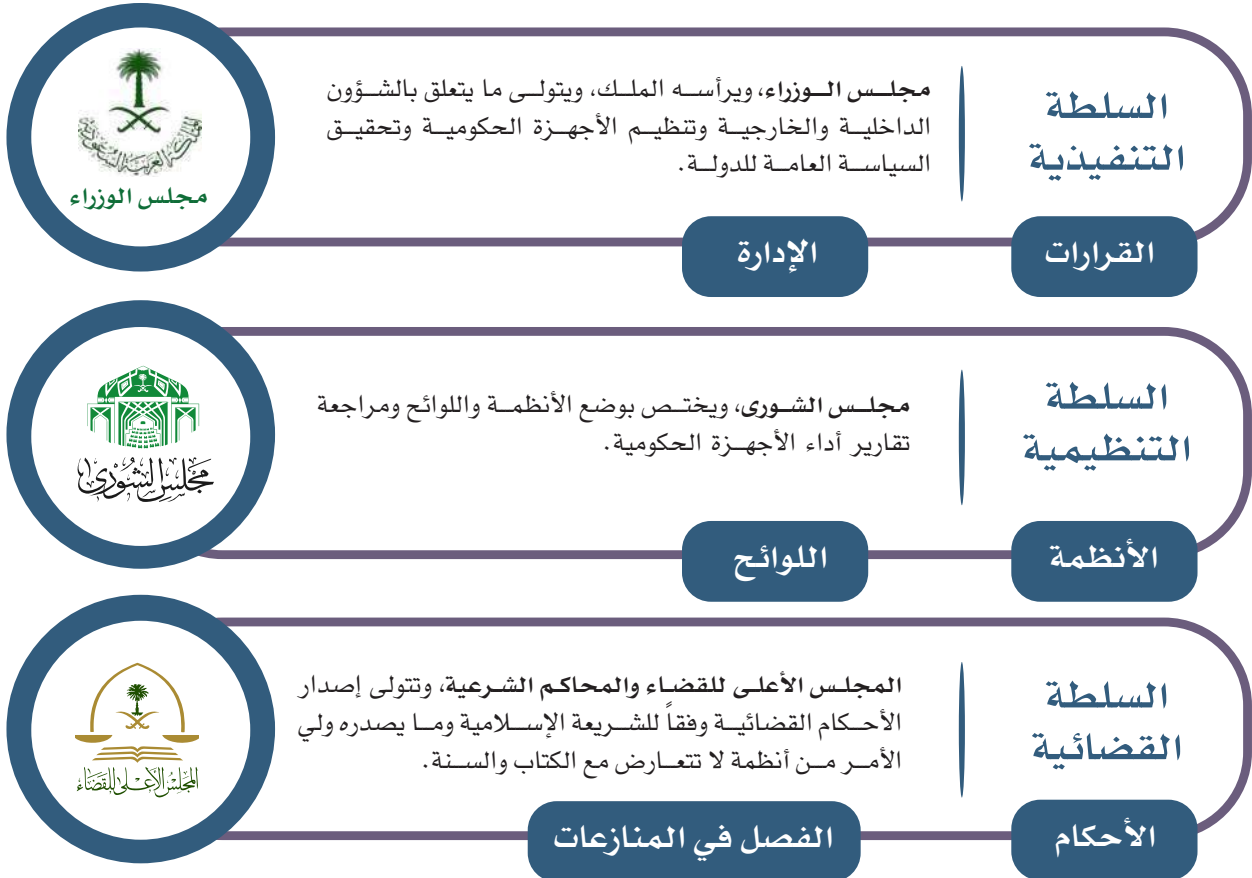 السلطة
التنفيذية
مجلس الوزراء، ويرأسه الملك، ويتولى ما يتعلق بالشؤون
الداخلية والخارجية وتنظيم الأجهزة الحكومية وتحقيق
السياسة العامة للدولة.
المملكة العربية السعودية
مجلس الوزراء
القرارات
الإدارة
السلطة
التنظيمية
مجلس الشورى، ويختص بوضع الأنظمة واللوائح ومراجعة
تقارير أداء الأجهزة الحكومية.
مجلس الشورى
الأنظمة
اللوائح
السلطة
القضائية
المجلس الأعلى للقضاء والمحاكم الشرعية، وتتولى إصدار
الأحكام القضائية وفقاً للشريعة الإسلامية وما يصدره ولي
الأمر من أنظمة لا تتعارض مع الكتاب والسنة.
المجلس الأعلى للقضاء
الأحكام
الفصل في المنازعات